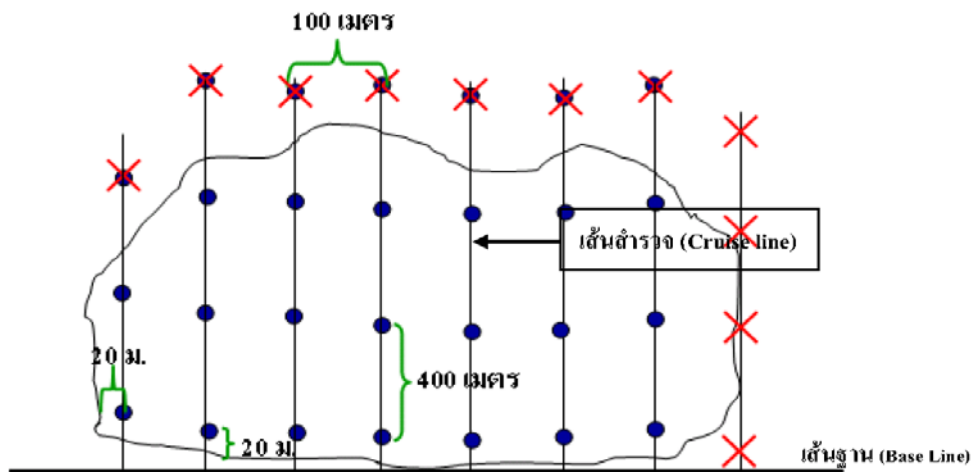 100 เมตร
เส้นสำรวจ (Cruise line)
20 ม.
400 เมตร
20 ม.
เส้นฐาน (Base Line)